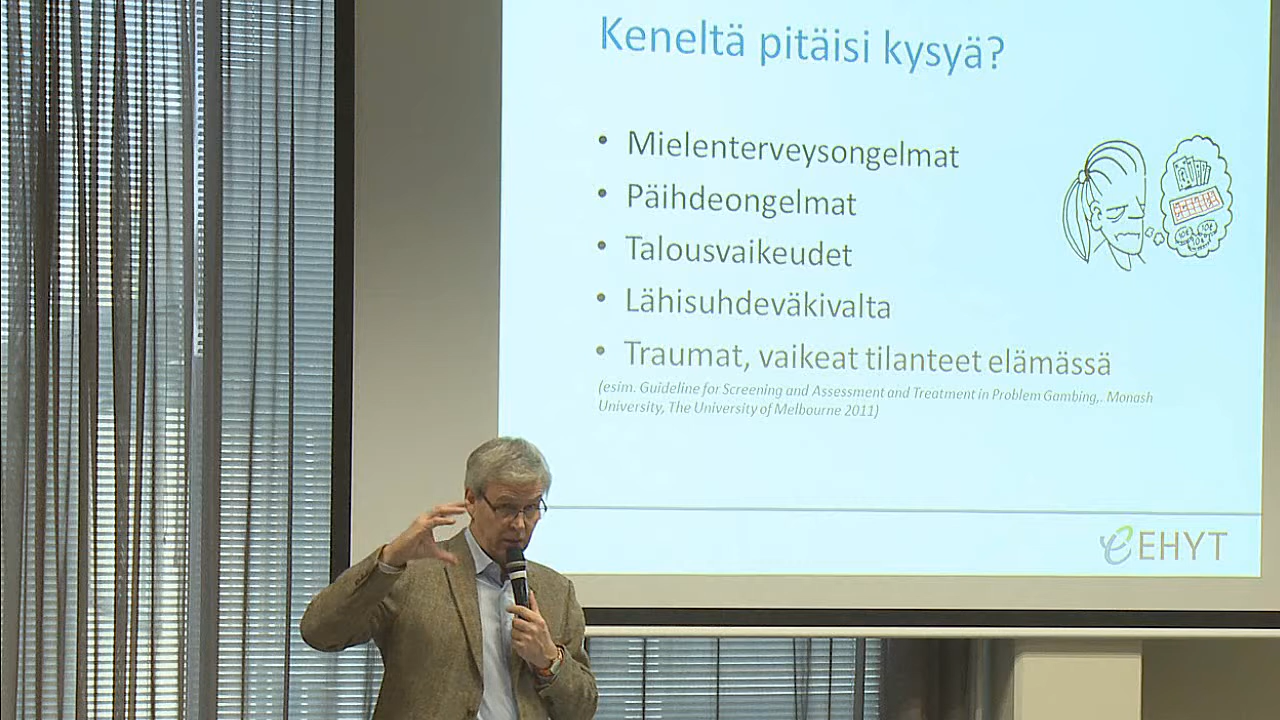 Keneltä pitäisi kysyä?
• Mielenterveysongelmat
• Päihdeongelmat
• Talousvaikeudet
• Lähisuhdeväkivalta
• Traumat, vaikeat tilanteet elämässä
(esim. Guideline for Screening and Assessment and Treatment in Problem Gambing,. Monash
University, The University of Melbourne 2011)
EHYT